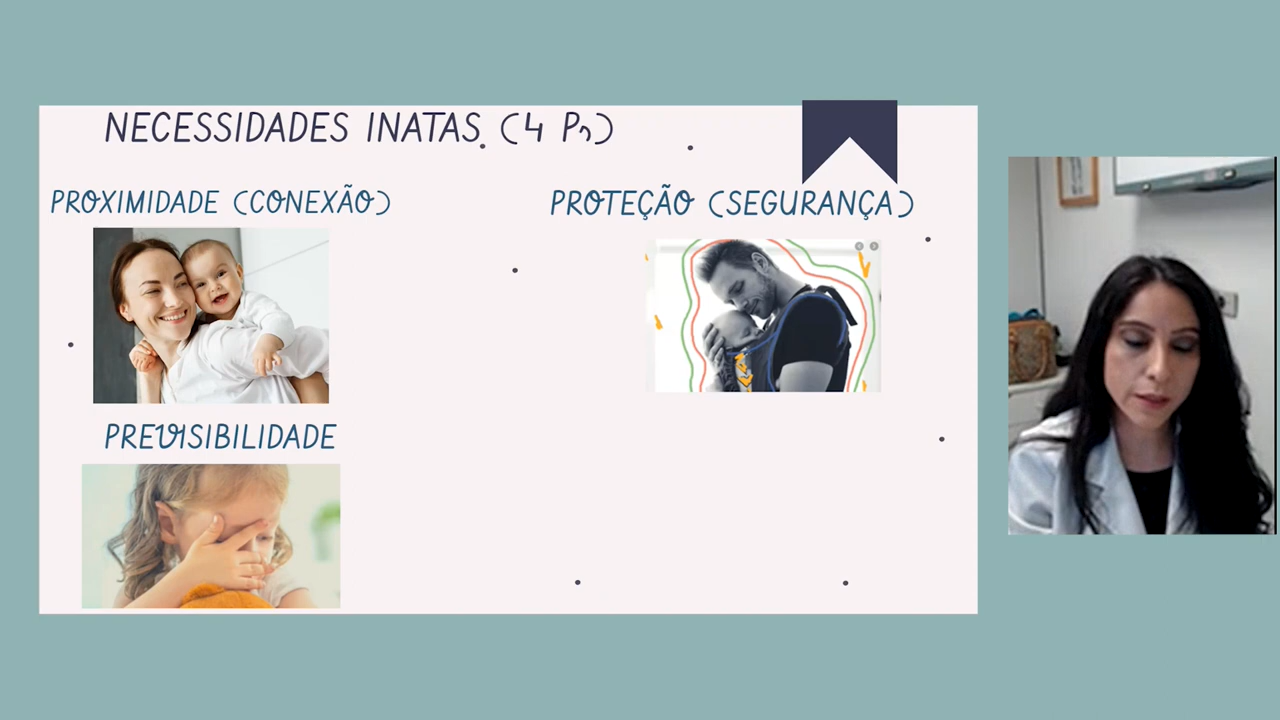 NECESSIDADES INATAS (4 Ps)
PROXIMIDADE (CONEXÃO)
PROTEÇÃO (SEGURANÇA)
PREVISIBILIDADE